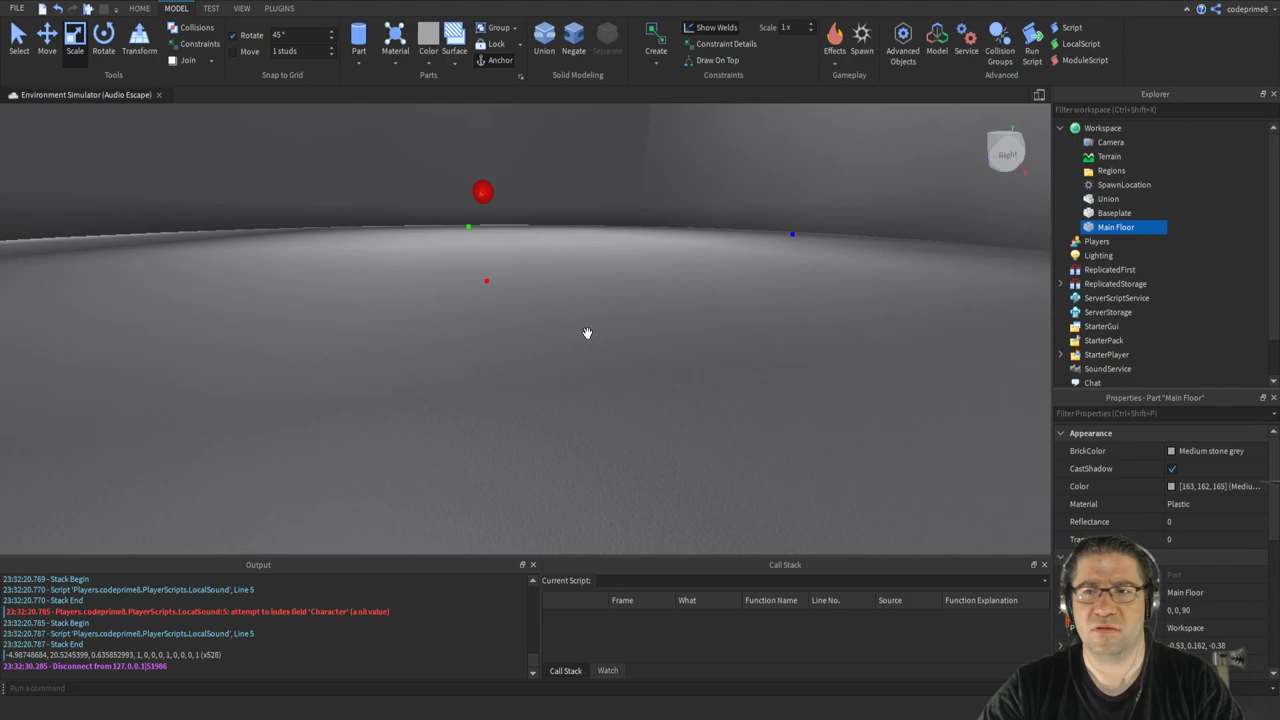 FILE HOME MODEL TEST VIEW PLUGINS codeprime8
Select Move Scale Rotate Transform
Collisions
Constraints
Join
Tools
Rotate 45°
Move 1 studs
Snap to Grid
Part Material Color Surface
Group
Lock
Anchor
Parts
Union Negate Separate
Solid Modeling
Create
Show Welds Scale 1x
Constraint Details
Draw On Top
Constraints
Effects Spawn
Gameplay
Advanced Objects Model Service Collision Groups Run Script
Script
LocalScript
ModuleScript
Advanced
Environment Simulator (Audio Escape)
Right
Y
Explorer
Filter workspace (Ctrl+Shift+X)
Workspace
Camera
Terrain
Regions
SpawnLocation
Union
Baseplate
Main Floor
Players
Lighting
ReplicatedFirst
ReplicatedStorage
ServerScriptService
ServerStorage
StarterGui
StarterPack
StarterPlayer
SoundService
Chat
Properties - Part "Main Floor"
Filter Properties (Ctrl+Shift+P)
Appearance
BrickColor Medium stone grey
CastShadow
Color [163, 162, 165] (Mediu...
Material Plastic
Reflectance 0
0
Part
Main Floor
0, 0, 90
Workspace
-0.53, 0.162, -0.38
Output
23:32:20.769 - Stack Begin
23:32:20.770 - Script 'Players.codeprime8.PlayerScripts.LocalSound', Line 5
23:32:20.770 - Stack End
23:32:20.785 - Players.codeprime8.PlayerScripts.LocalSound:5: attempt to index field 'Character' (a nil value)
23:32:20.785 - Stack Begin
23:32:20.787 - Script 'Players.codeprime8.PlayerScripts.LocalSound', Line 5
23:32:20.787 - Stack End
-4.98748684, 20.5245399, 0.635852993, 1, 0, 0, 0, 1, 0, 0, 0, 1 (x528)
23:32:30.285 - Disconnect from 127.0.0.1|51986
Call Stack
Current Script:
Frame What Function Name Line No. Source Function Explanation
Call Stack Watch
Run a command